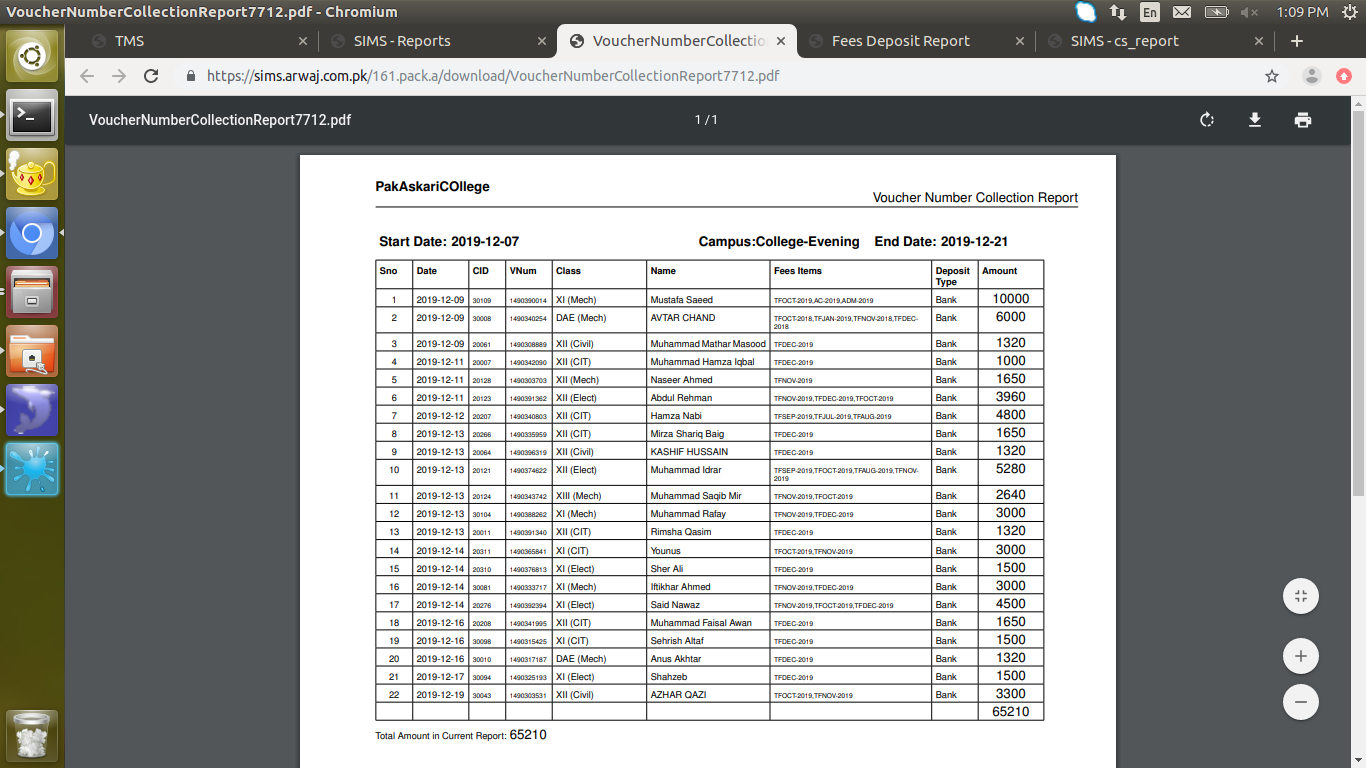 VoucherNumberCollectionReport7712.pdf - Chromium
En
1:09 PM
TMS
SIMS - Reports
VoucherNumberCollectio
Fees Deposit Report
SIMS - cs_report
https://sims.arwaj.com.pk/161.pack.a/download/VoucherNumberCollectionReport7712.pdf
VoucherNumberCollectionReport7712.pdf
1 / 1
PakAskariCOllege
Voucher Number Collection Report
Start Date: 2019-12-07 Campus:College-Evening End Date: 2019-12-21
Sno Date CID VNum Class Name Fees Items Deposit Type Amount
1 2019-12-09 30109 1490390014 XI (Mech) Mustafa Saeed TFOCT-2019,AC-2019,ADM-2019 Bank 10000
2 2019-12-09 30008 1490340254 DAE (Mech) AVTAR CHAND TFOCT-2018,TFJAN-2019,TFNOV-2018,TFDEC-2018 Bank 6000
3 2019-12-09 20061 1490308889 XII (Civil) Muhammad Mathar Masood TFDEC-2019 Bank 1320
4 2019-12-11 20007 1490342090 XII (CIT) Muhammad Hamza Iqbal TFDEC-2019 Bank 1000
5 2019-12-11 20128 1490303703 XII (Mech) Naseer Ahmed TFNOV-2019 Bank 1650
6 2019-12-11 20123 1490391362 XII (Elect) Abdul Rehman TFNOV-2019,TFDEC-2019,TFOCT-2019 Bank 3960
7 2019-12-12 20207 1490340803 XII (CIT) Hamza Nabi TFSEP-2019,TFJUL-2019,TFAUG-2019 Bank 4800
8 2019-12-13 20266 1490335959 XII (CIT) Mirza Shariq Baig TFDEC-2019 Bank 1650
9 2019-12-13 20064 1490396319 XII (Civil) KASHIF HUSSAIN TFDEC-2019 Bank 1320
10 2019-12-13 20121 1490374622 XII (Elect) Muhammad Idrar TFSEP-2019,TFOCT-2019,TFAUG-2019,TFNOV-2019 Bank 5280
11 2019-12-13 20124 1490343742 XIII (Mech) Muhammad Saqib Mir TFNOV-2019,TFOCT-2019 Bank 2640
12 2019-12-13 30104 1490388262 XI (Mech) Muhammad Rafay TFNOV-2019,TFDEC-2019 Bank 3000
13 2019-12-13 20011 1490391340 XII (CIT) Rimsha Qasim TFDEC-2019 Bank 1320
14 2019-12-14 20311 1490365841 XI (CIT) Younus TFOCT-2019,TFNOV-2019 Bank 3000
15 2019-12-14 20310 1490376813 XI (Elect) Sher Ali TFDEC-2019 Bank 1500
16 2019-12-14 30081 1490333717 XI (Mech) Iftikhar Ahmed TFNOV-2019,TFDEC-2019 Bank 3000
17 2019-12-14 20276 1490392394 XI (Elect) Said Nawaz TFNOV-2019,TFOCT-2019,TFDEC-2019 Bank 4500
18 2019-12-16 20208 1490341995 XII (CIT) Muhammad Faisal Awan TFDEC-2019 Bank 1650
19 2019-12-16 30098 1490315425 XI (CIT) Sehrish Altaf TFDEC-2019 Bank 1500
20 2019-12-16 30010 1490317187 DAE (Mech) Anus Akhtar TFDEC-2019 Bank 1320
21 2019-12-17 30094 1490325193 XI (Elect) Shahzeb TFDEC-2019 Bank 1500
22 2019-12-19 30043 1490303531 XII (Civil) AZHAR QAZI TFOCT-2019,TFNOV-2019 Bank 3300
65210
Total Amount in Current Report: 65210